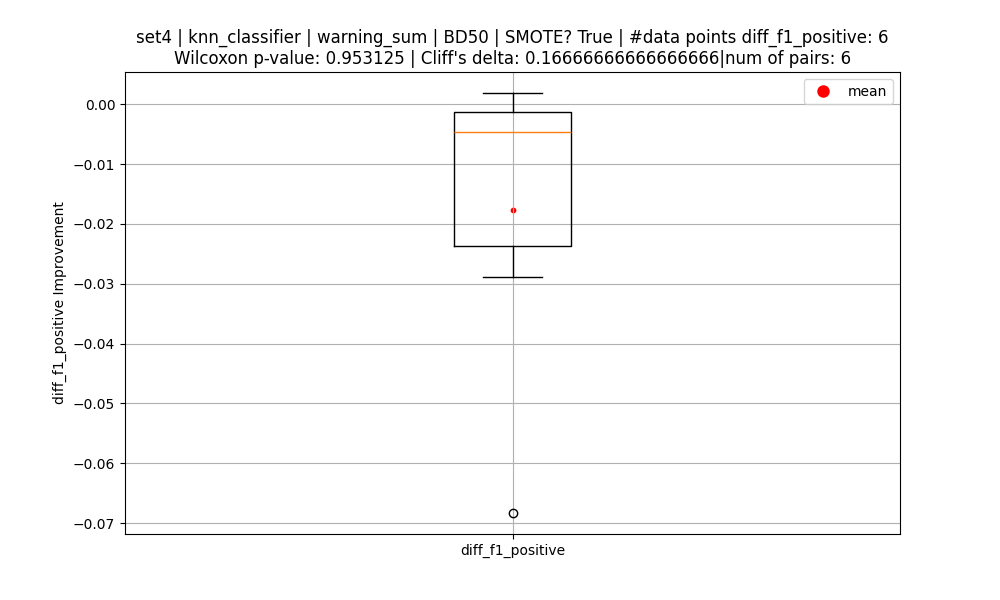 set4 | knn_classifier | warning_sum | BD50 | SMOTE? True | #data points diff_f1_positive: 6
Wilcoxon p-value: 0.953125 | Cliff's delta: 0.16666666666666666|num of pairs: 6
mean
0.00
−0.01
−0.02
−0.03
−0.04
−0.05
−0.06
−0.07
diff_f1_positive Improvement
diff_f1_positive